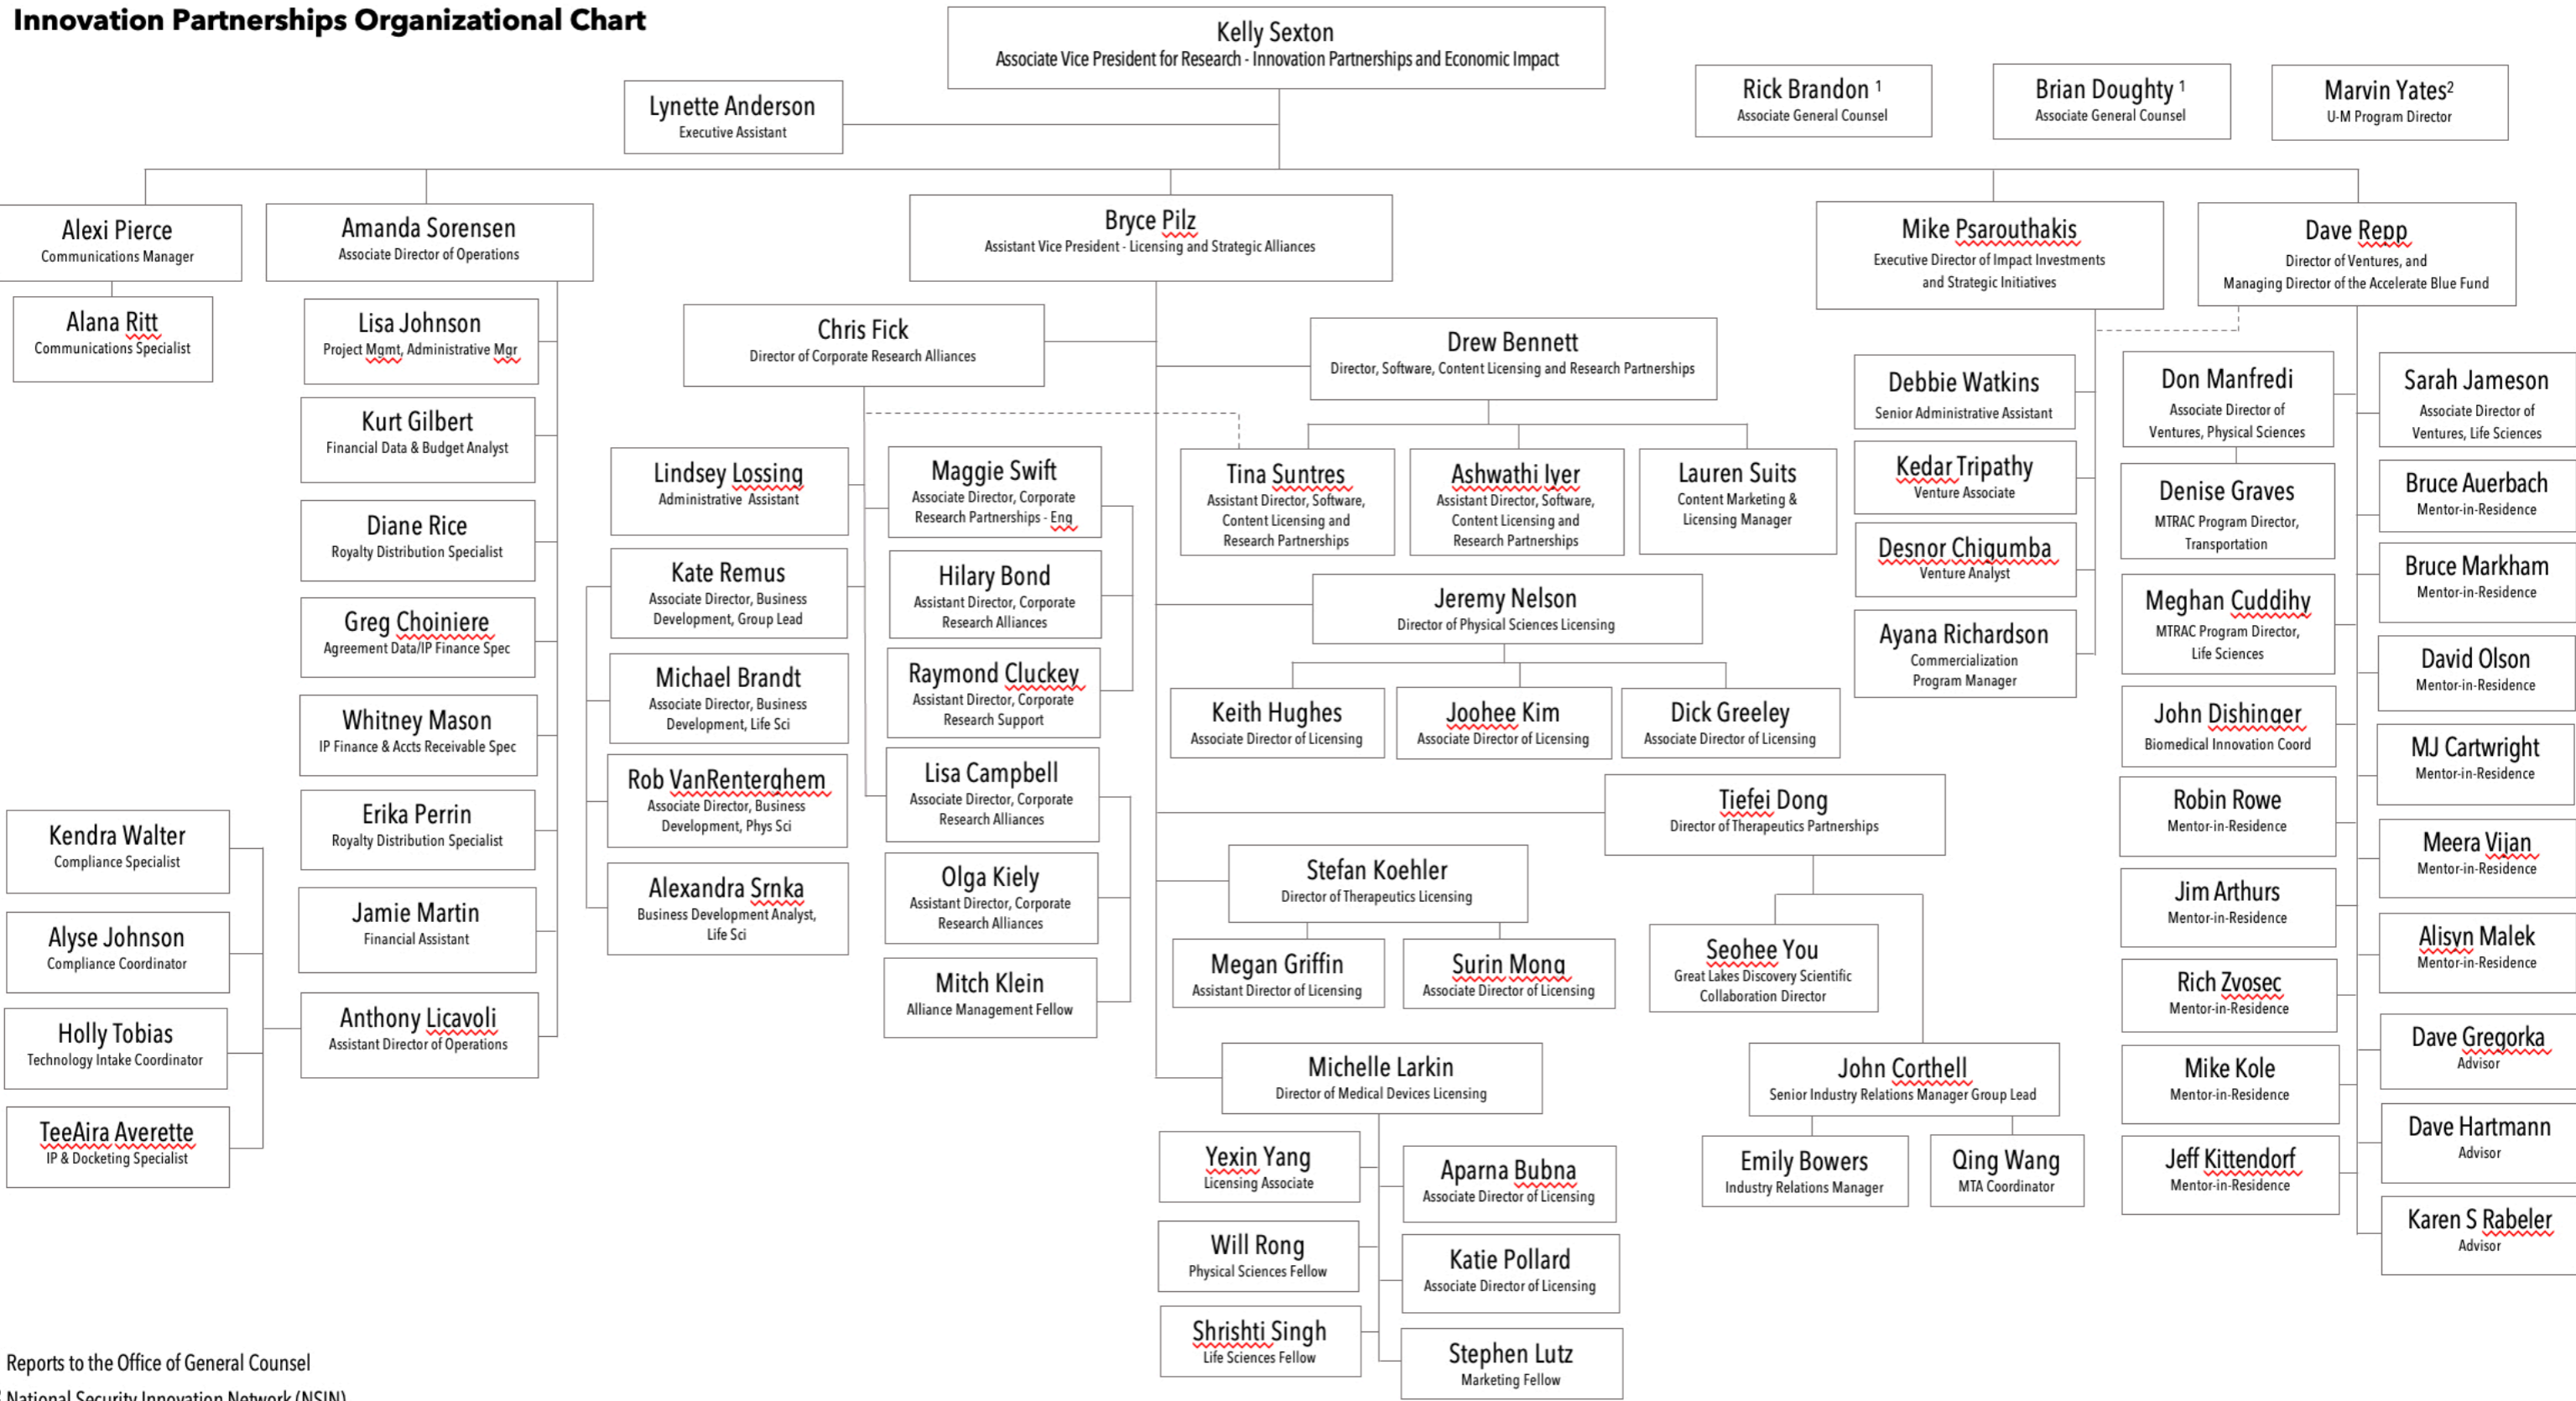 Innovation Partnerships Organizational Chart
Kelly Sexton
Associate Vice President for Research - Innovation Partnerships and Economic Impact
Lynette Anderson
Executive Assistant
Rick Brandon ¹
Associate General Counsel
Brian Doughty ¹
Associate General Counsel
Marvin Yates²
U-M Program Director
Alexi Pierce
Communications Manager
Alana Ritt
Communications Specialist
Amanda Sorensen
Associate Director of Operations
Lisa Johnson
Project Mgmt, Administrative Mgr
Kurt Gilbert
Financial Data & Budget Analyst
Diane Rice
Royalty Distribution Specialist
Greg Choiniere
Agreement Data/IP Finance Spec
Whitney Mason
IP Finance & Accts Receivable Spec
Erika Perrin
Royalty Distribution Specialist
Jamie Martin
Financial Assistant
Anthony Licavoli
Assistant Director of Operations
Kendra Walter
Compliance Specialist
Alyse Johnson
Compliance Coordinator
Holly Tobias
Technology Intake Coordinator
TeeAira Averette
IP & Docketing Specialist
Bryce Pilz
Assistant Vice President - Licensing and Strategic Alliances
Chris Fick
Director of Corporate Research Alliances
Lindsey Lossing
Administrative Assistant
Kate Remus
Associate Director, Business
Development, Group Lead
Michael Brandt
Associate Director, Business
Development, Life Sci
Rob VanRenterghem
Associate Director, Business
Development, Phys Sci
Alexandra Srnka
Business Development Analyst,
Life Sci
Maggie Swift
Associate Director, Corporate
Research Partnerships - Eng
Hilary Bond
Assistant Director, Corporate
Research Alliances
Raymond Cluckey
Assistant Director, Corporate
Research Support
Lisa Campbell
Associate Director, Corporate
Research Alliances
Olga Kiely
Assistant Director, Corporate
Research Alliances
Mitch Klein
Alliance Management Fellow
Drew Bennett
Director, Software, Content Licensing and Research Partnerships
Tina Suntres
Assistant Director, Software,
Content Licensing and
Research Partnerships
Ashwathi Iyer
Assistant Director, Software,
Content Licensing and
Research Partnerships
Lauren Suits
Content Marketing &
Licensing Manager
Jeremy Nelson
Director of Physical Sciences Licensing
Keith Hughes
Associate Director of Licensing
Joohee Kim
Associate Director of Licensing
Dick Greeley
Associate Director of Licensing
Tiefei Dong
Director of Therapeutics Partnerships
Stefan Koehler
Director of Therapeutics Licensing
Megan Griffin
Assistant Director of Licensing
Surin Mong
Associate Director of Licensing
Seohee You
Great Lakes Discovery Scientific
Collaboration Director
John Corthell
Senior Industry Relations Manager Group Lead
Emily Bowers
Industry Relations Manager
Qing Wang
MTA Coordinator
Michelle Larkin
Director of Medical Devices Licensing
Yexin Yang
Licensing Associate
Will Rong
Physical Sciences Fellow
Shrishti Singh
Life Sciences Fellow
Aparna Bubna
Associate Director of Licensing
Katie Pollard
Associate Director of Licensing
Stephen Lutz
Marketing Fellow
Mike Psarouthakis
Executive Director of Impact Investments
and Strategic Initiatives
Debbie Watkins
Senior Administrative Assistant
Kedar Tripathy
Venture Associate
Desnor Chigumba
Venture Analyst
Ayana Richardson
Commercialization
Program Manager
Dave Repp
Director of Ventures, and
Managing Director of the Accelerate Blue Fund
Don Manfredi
Associate Director of
Ventures, Physical Sciences
Denise Graves
MTRAC Program Director,
Transportation
Meghan Cuddihy
MTRAC Program Director,
Life Sciences
John Dishinger
Biomedical Innovation Coord
Robin Rowe
Mentor-in-Residence
Jim Arthurs
Mentor-in-Residence
Rich Zvosec
Mentor-in-Residence
Mike Kole
Mentor-in-Residence
Jeff Kittendorf
Mentor-in-Residence
Sarah Jameson
Associate Director of
Ventures, Life Sciences
Bruce Auerbach
Mentor-in-Residence
Bruce Markham
Mentor-in-Residence
David Olson
Mentor-in-Residence
MJ Cartwright
Mentor-in-Residence
Meera Vijan
Mentor-in-Residence
Alisyn Malek
Mentor-in-Residence
Dave Gregorka
Advisor
Dave Hartmann
Advisor
Karen S Rabeler
Advisor
Reports to the Office of General Counsel
National Security Innovation Network (NSIN)